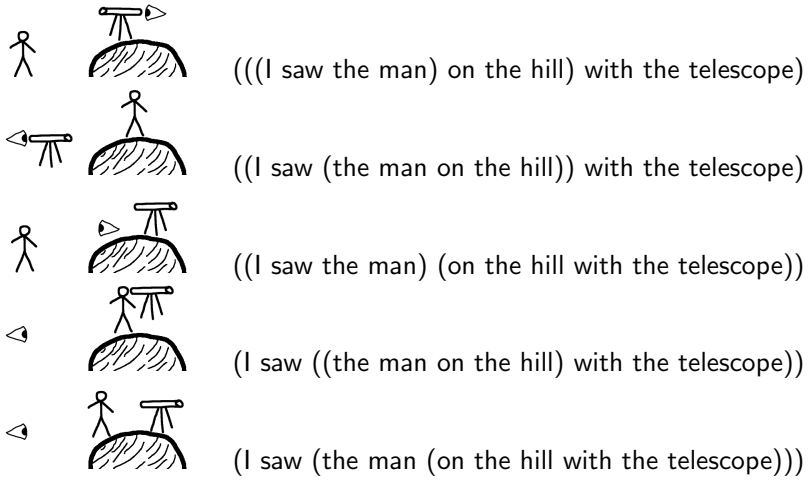 (((I saw the man) on the hill) with the telescope)
((I saw (the man on the hill)) with the telescope)
((I saw the man) (on the hill with the telescope))
(I saw ((the man on the hill) with the telescope))
(I saw (the man (on the hill with the telescope)))